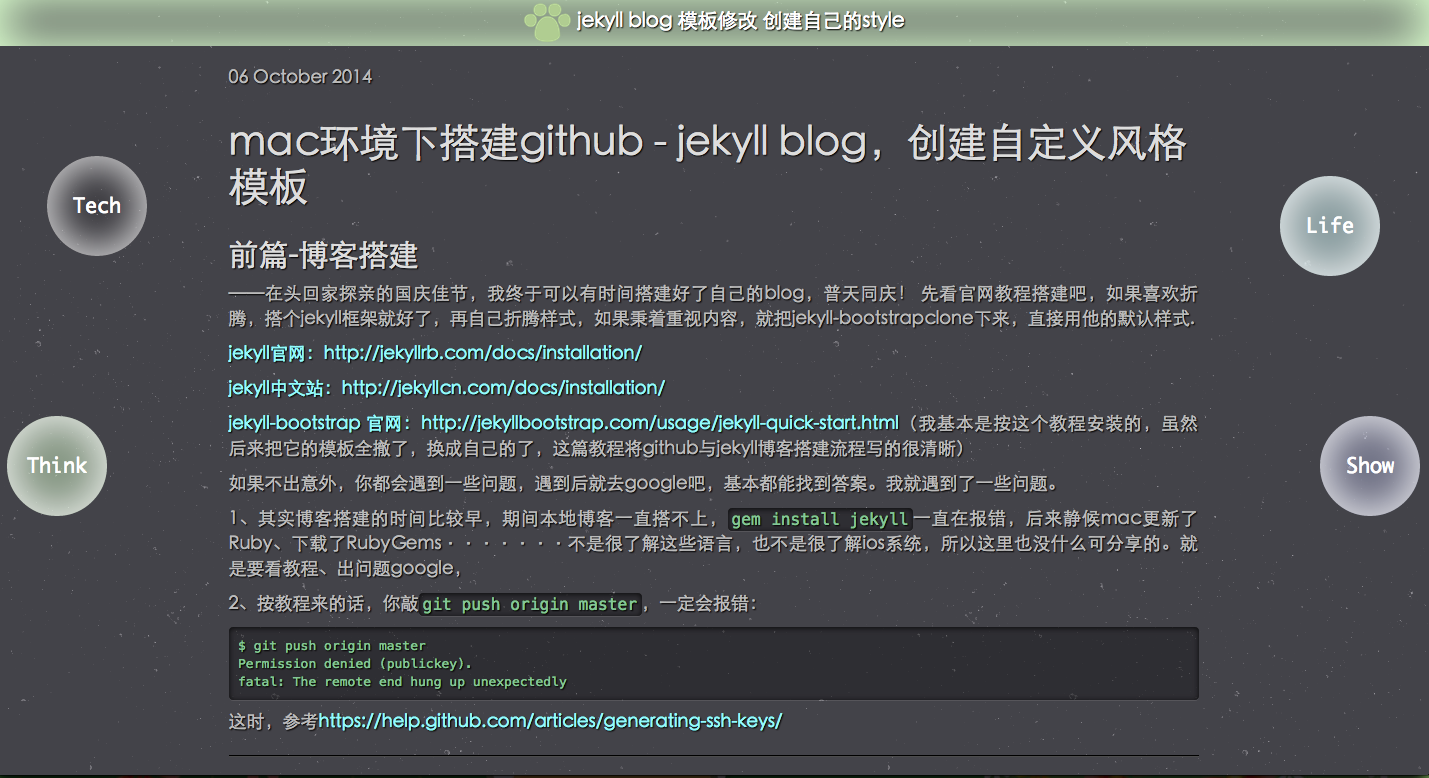 jekyll blog 模板修改 创建自己的style
06 October 2014
mac环境下搭建github - jekyll blog，创建自定义风格
模板
Tech
Life
前篇-博客搭建
——在头回家探亲的国庆佳节，我终于可以有时间搭建好了自己的blog，普天同庆！ 先看官网教程搭建吧，如果喜欢折
腾，搭个jekyll框架就好了，再自己折腾样式，如果秉着重视内容，就把jekyll-bootstrapclone下来，直接用他的默认样式.
jekyll官网：http://jekyllrb.com/docs/installation/
jekyll中文站：http://jekyllcn.com/docs/installation/
jekyll-bootstrap 官网：http://jekyllbootstrap.com/usage/jekyll-quick-start.html（我基本是按这个教程安装的，虽然
后来把它的模板全撤了，换成自己的了，这篇教程将github与jekyll博客搭建流程写的很清晰）
Think
Show
如果不出意外，你都会遇到一些问题，遇到后就去google吧，基本都能找到答案。我就遇到了一些问题。
1、其实博客搭建的时间比较早，期间本地博客一直搭不上，gem install jekyll一直在报错，后来静候mac更新了
Ruby、下载了RubyGems·······不是很了解这些语言，也不是很了解ios系统，所以这里也没什么可分享的。就
是要看教程、出问题google，
2、按教程来的话，你敲git push origin master，一定会报错：
$ git push origin master
Permission denied (publickey).
fatal: The remote end hung up unexpectedly
这时，参考https://help.github.com/articles/generating-ssh-keys/